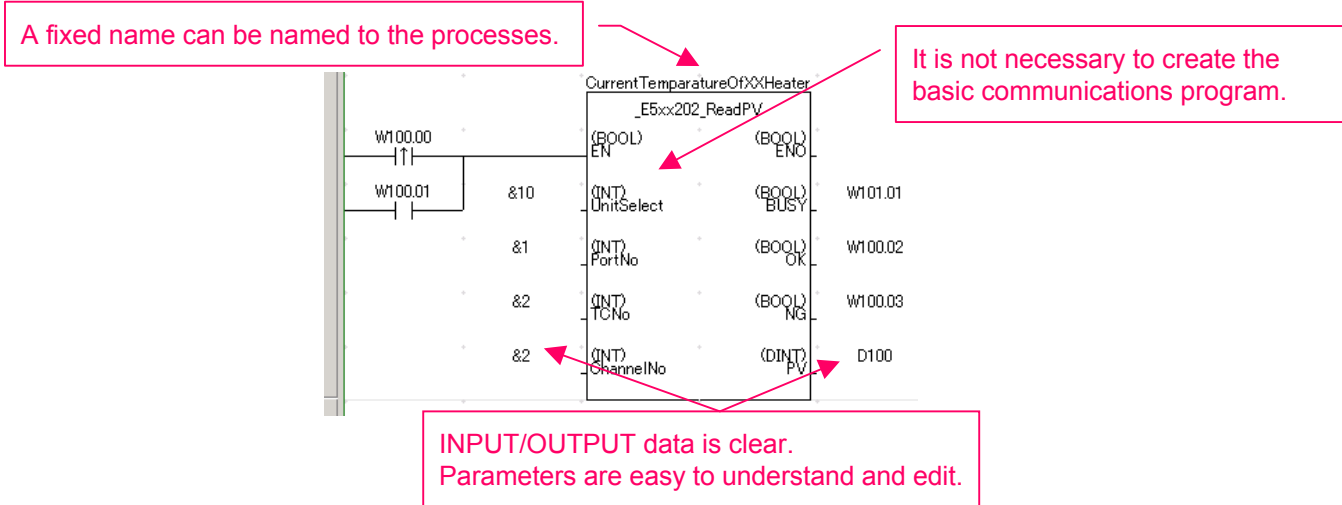 A fixed name can be named to the processes.
It is not necessary to create the
basic communications program.
CurrentTemparatureOfXXHeater
_E5xx202_ReadPV
W100.00
(BOOL)
EN
(BOOL)
ENO
W100.01
&10
(INT)
UnitSelect
(BOOL)
BUSY
W101.01
&1
(INT)
PortNo
(BOOL)
OK
W100.02
&2
(INT)
TCNo
(BOOL)
NG
W100.03
&2
(INT)
ChannelNo
(DINT)
PV
D100
INPUT/OUTPUT data is clear.
Parameters are easy to understand and edit.